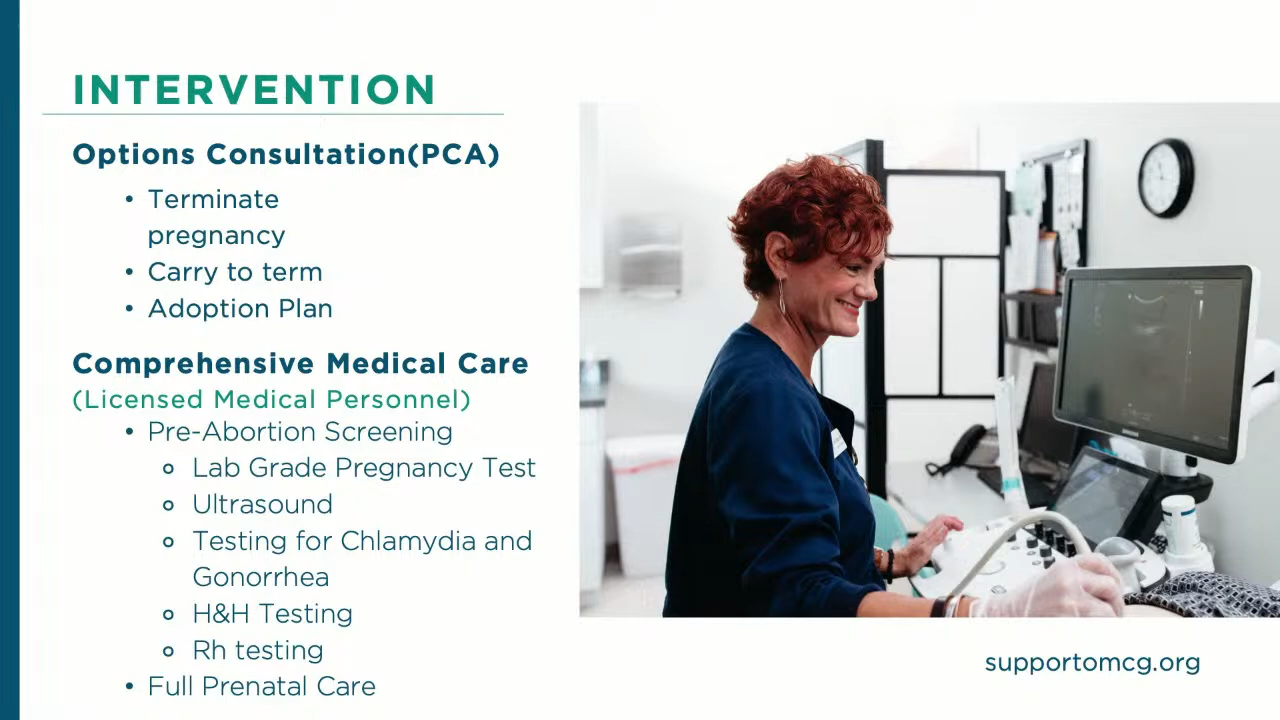 INTERVENTION
Options Consultation(PCA)
• Terminate
pregnancy
• Carry to term
• Adoption Plan
Comprehensive Medical Care
(Licensed Medical Personnel)
• Pre-Abortion Screening
o Lab Grade Pregnancy Test
o Ultrasound
o Testing for Chlamydia and
Gonorrhea
o H&H Testing
o Rh testing
• Full Prenatal Care
supportomcg.org